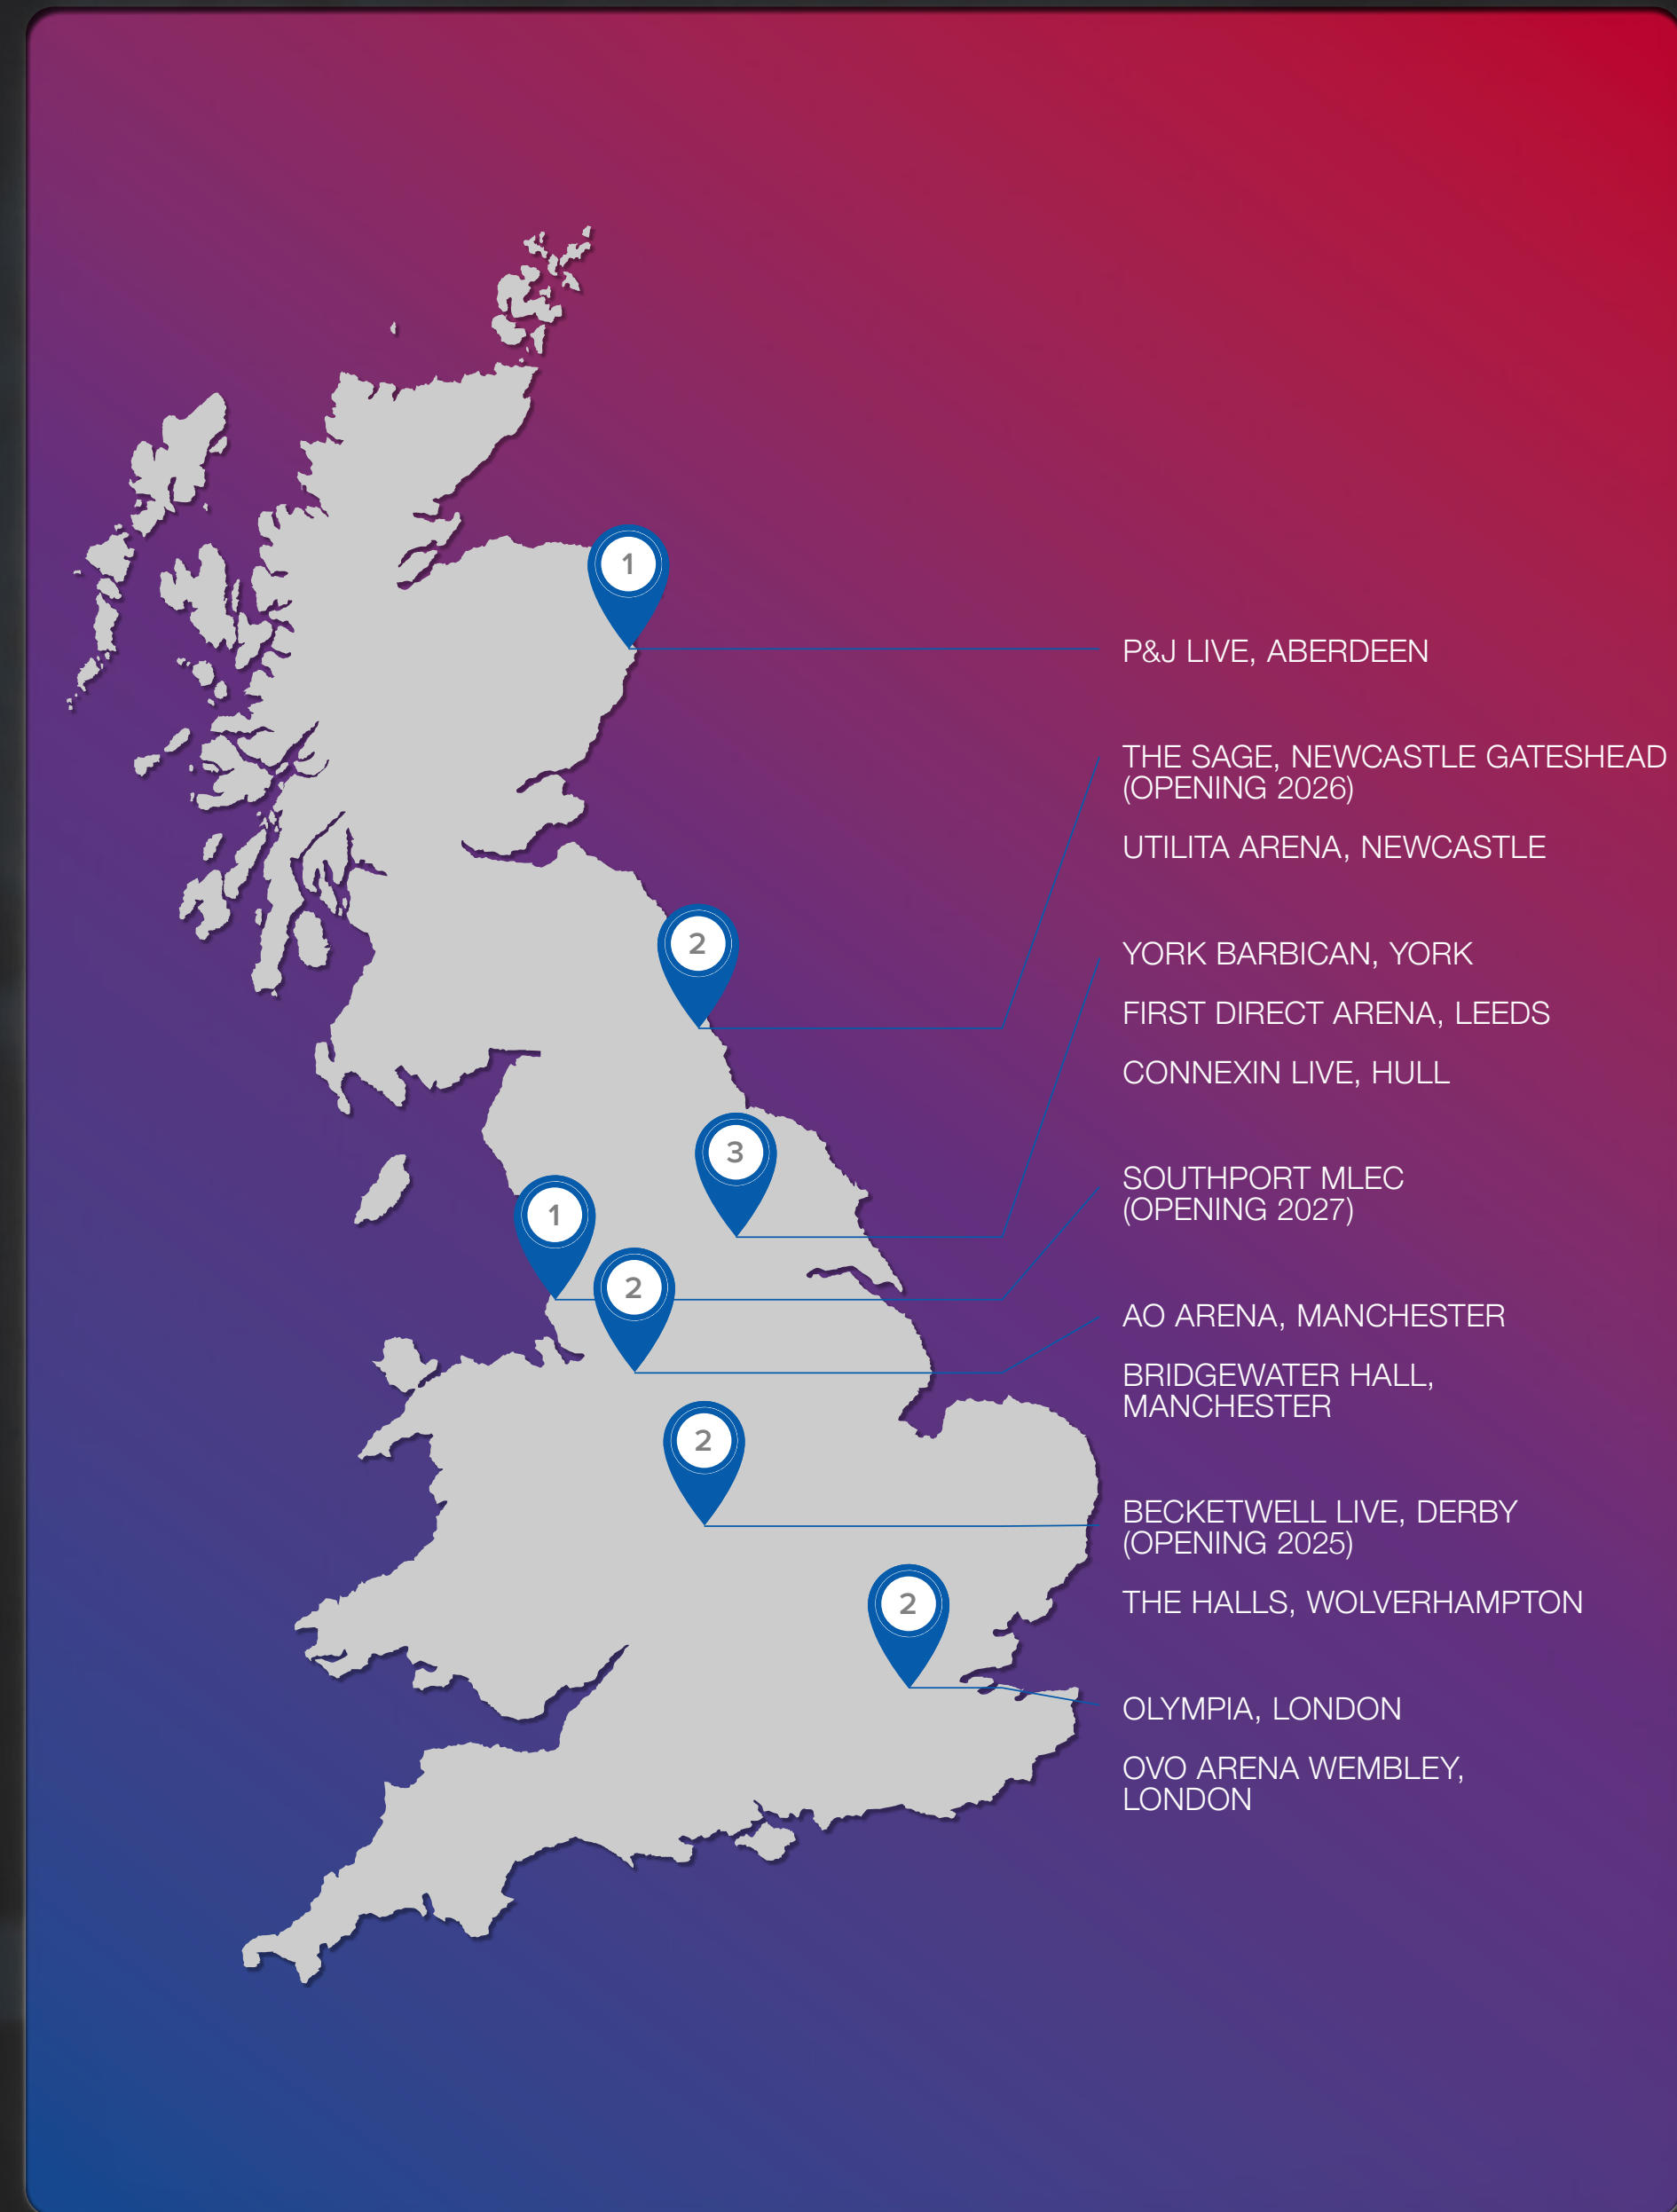 1
P&J LIVE, ABERDEEN
THE SAGE, NEWCASTLE GATESHEAD
(OPENING 2026)
UTILITA ARENA, NEWCASTLE
2
YORK BARBICAN, YORK
FIRST DIRECT ARENA, LEEDS
CONNEXIN LIVE, HULL
3
1
SOUTHPORT MLEC
(OPENING 2027)
2
AO ARENA, MANCHESTER
BRIDGEWATER HALL,
MANCHESTER
2
BECKETWELL LIVE, DERBY
(OPENING 2025)
THE HALLS, WOLVERHAMPTON
2
OLYMPIA, LONDON
OVO ARENA WEMBLEY,
LONDON